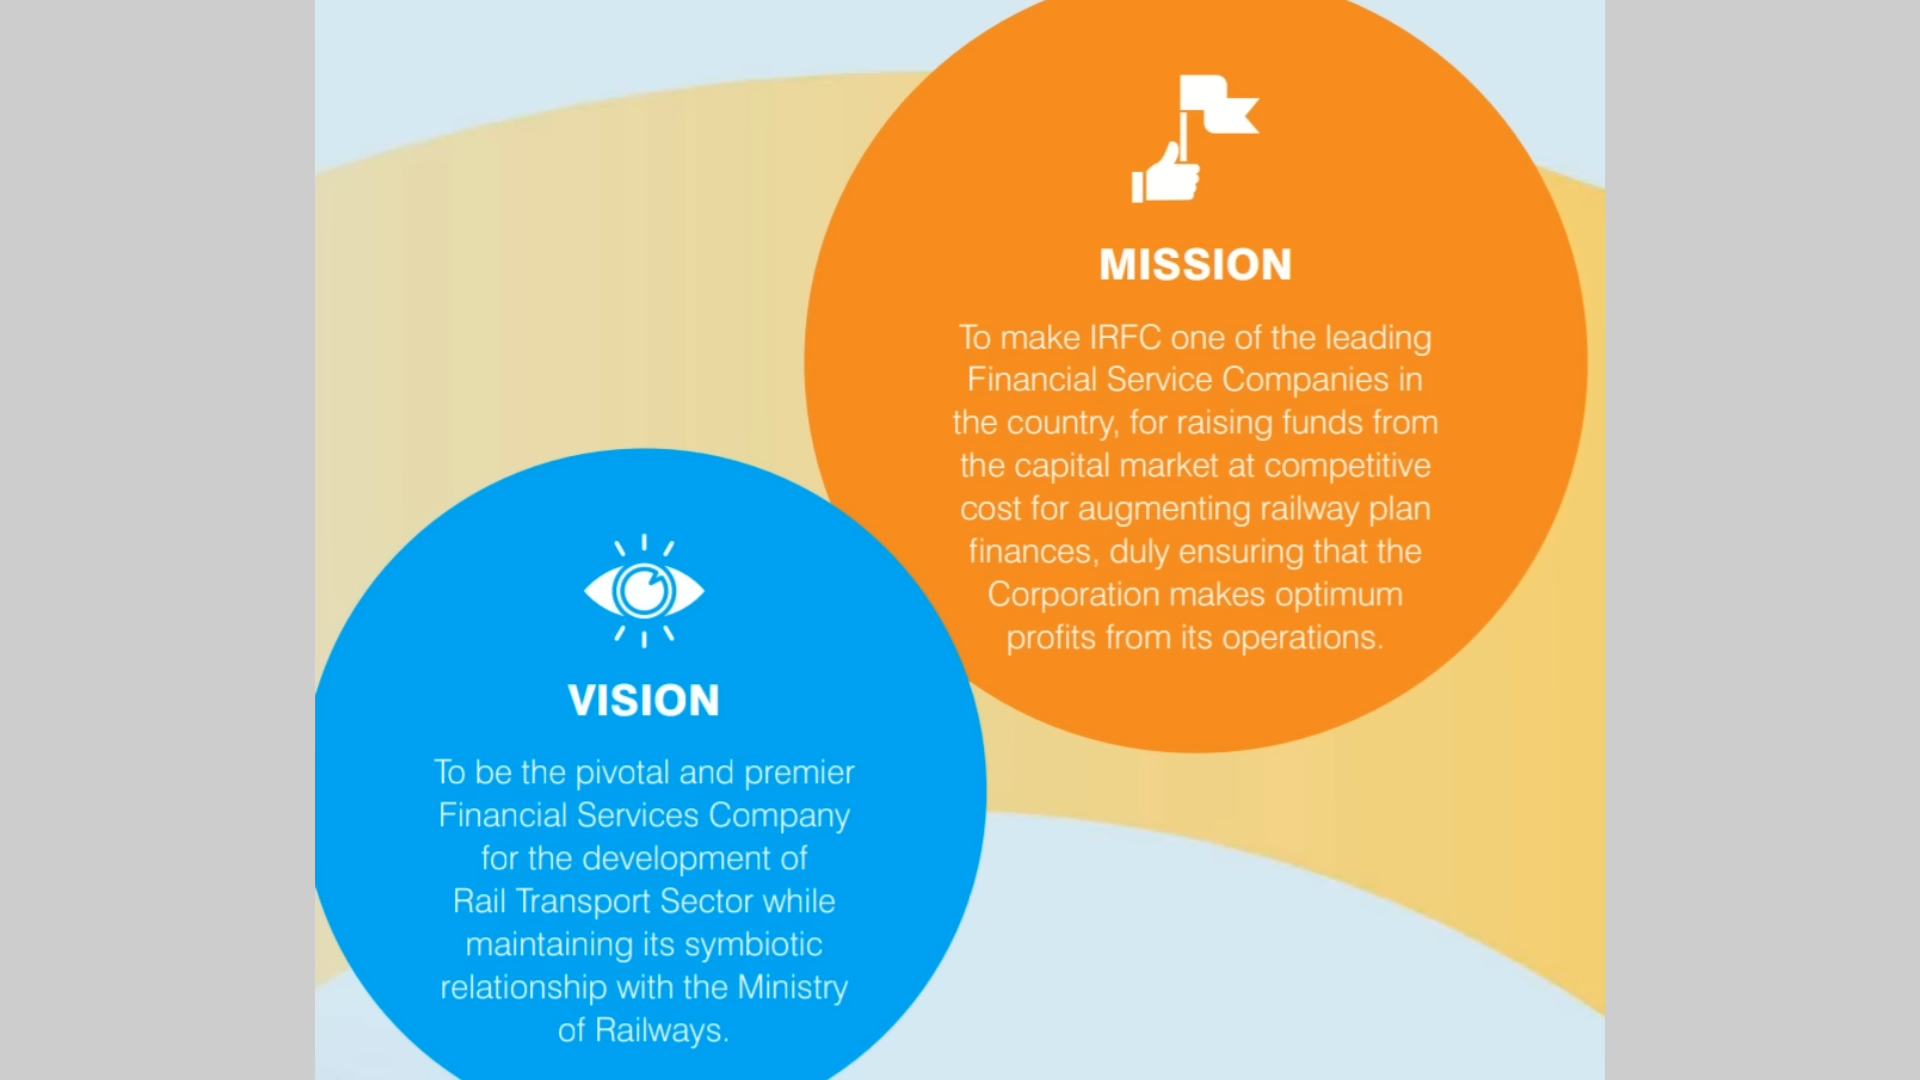 MISSION
To make IRFC one of the leading
Financial Service Companies in
the country, for raising funds from
the capital market at competitive
cost for augmenting railway plan
finances, duly ensuring that the
Corporation makes optimum
profits from its operations.
VISION
To be the pivotal and premier
Financial Services Company
for the development of
Rail Transport Sector while
maintaining its symbiotic
relationship with the Ministry
of Railways.